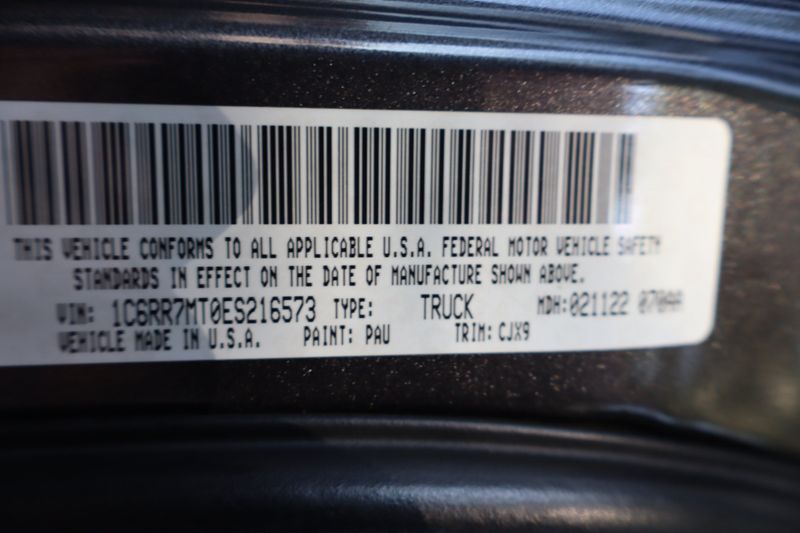 THIS VEHICLE CONFORMS TO ALL APPLICABLE U.S.A. FEDERAL MOTOR VEHICLE SAFETY
STANDARDS IN EFFECT ON THE DATE OF MANUFACTURE SHOWN ABOVE.
VIN: 1C6RR7MT0ES216573 TYPE: TRUCK MDH:021122 070AA
VEHICLE MADE IN U.S.A. PAINT: PAU TRIM: CJX9